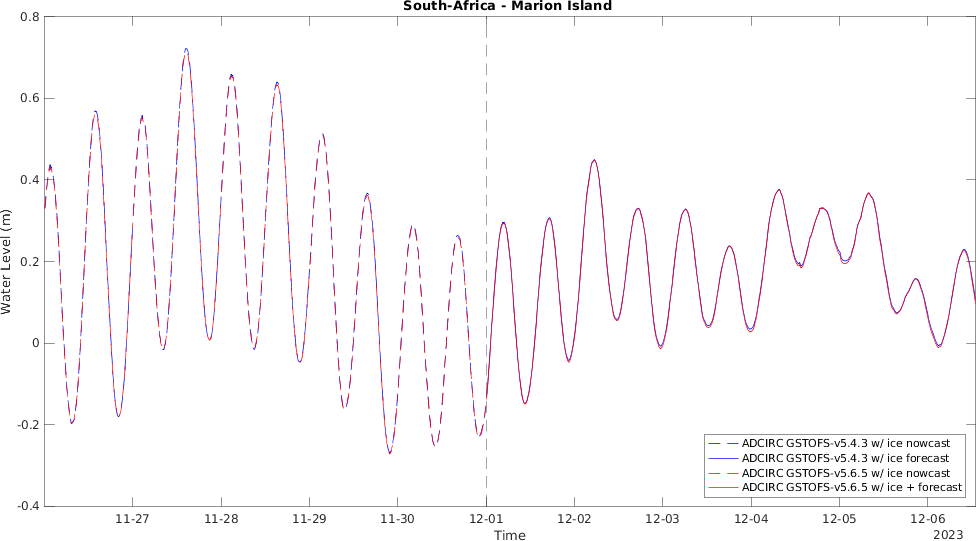 South-Africa - Marion Island
0.8
0.6
0.4
0.2
0
-0.2
-0.4
Water Level (m)
11-27
11-28
11-29
11-30
12-01
12-02
12-03
12-04
12-05
12-06
Time
2023
ADCIRC GSTOFS-v5.4.3 w/ ice nowcast
ADCIRC GSTOFS-v5.4.3 w/ ice forecast
ADCIRC GSTOFS-v5.6.5 w/ ice nowcast
ADCIRC GSTOFS-v5.6.5 w/ ice + forecast